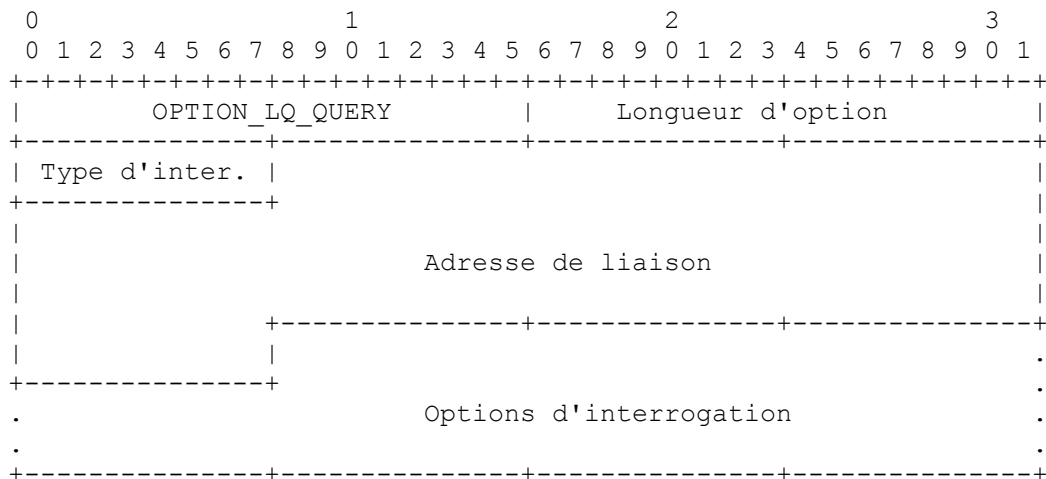 0 1 2 3
0 1 2 3 4 5 6 7 8 9 0 1 2 3 4 5 6 7 8 9 0 1 2 3 4 5 6 7 8 9 0 1
+-+-+-+-+-+-+-+-+-+-+-+-+-+-+-+-+-+-+-+-+-+-+-+-+-+-+-+-+-+-+-+-+
| OPTION_LQ_QUERY | Longueur d'option |
+---------------+---------------+---------------+---------------+
| Type d'inter. | |
+---------------+ |
| |
| Adresse de liaison |
| |
| +---------------+---------------+---------------+
| | .
+---------------+ .
. Options d'interrogation .
. .
+---------------+---------------+---------------+---------------+